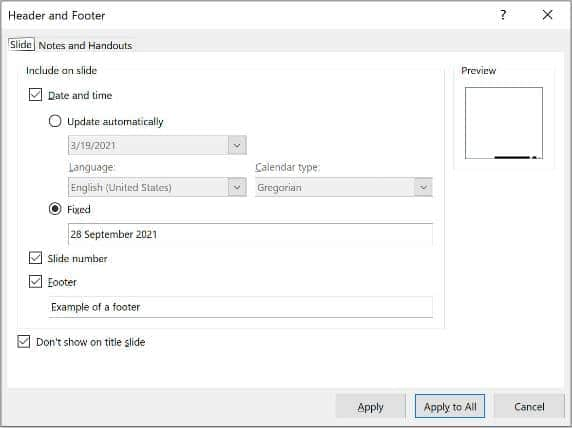 Header and Footer ?
Slide Notes and Handouts
Include on slide
Preview
Date and time
Update automatically
3/19/2021
Language: Calendar type:
English (United States) Gregorian
Fixed
28 September 2021
Slide number
Footer
Example of a footer
Don't show on title slide
Apply Apply to All Cancel